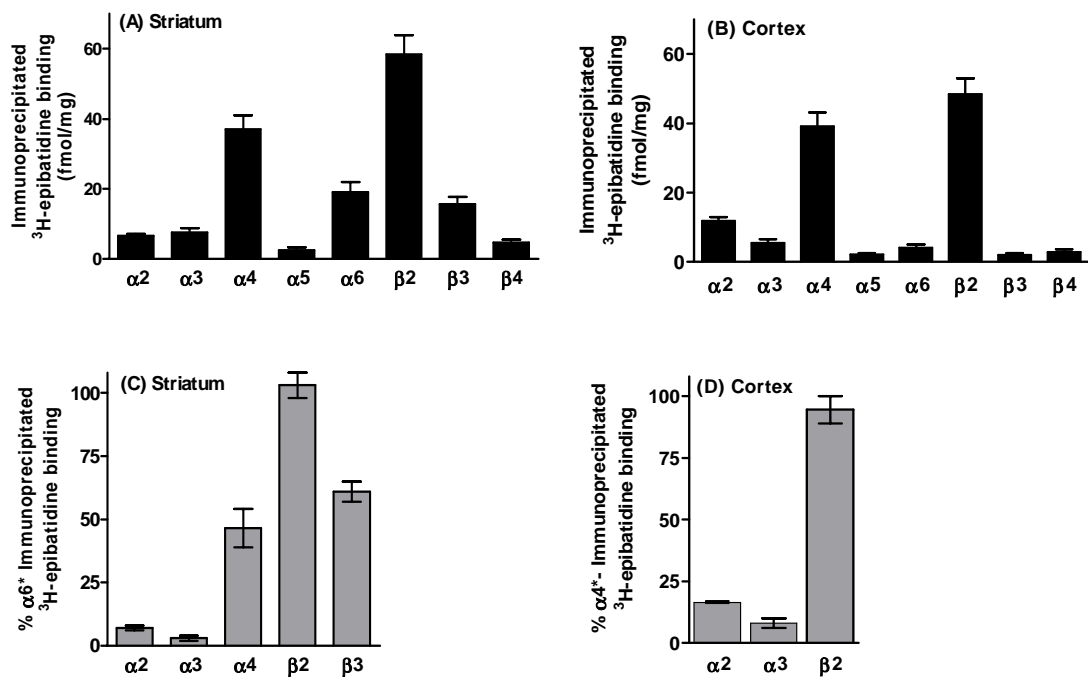 (A) Striatum
Immunoprecipitated
³H-epibatidine binding
(fmol/mg)
60
40
20
0
α2 α3 α4 α5 α6 β2 β3 β4
(B) Cortex
Immunoprecipitated
³H-epibatidine binding
(fmol/mg)
60
40
20
0
α2 α3 α4 α5 α6 β2 β3 β4
(C) Striatum
% α6* Immunoprecipitated
³H-epibatidine binding
100
75
50
25
0
α2 α3 α4 β2 β3
(D) Cortex
% α4*- Immunoprecipitated
³H-epibatidine binding
100
75
50
25
0
α2 α3 β2